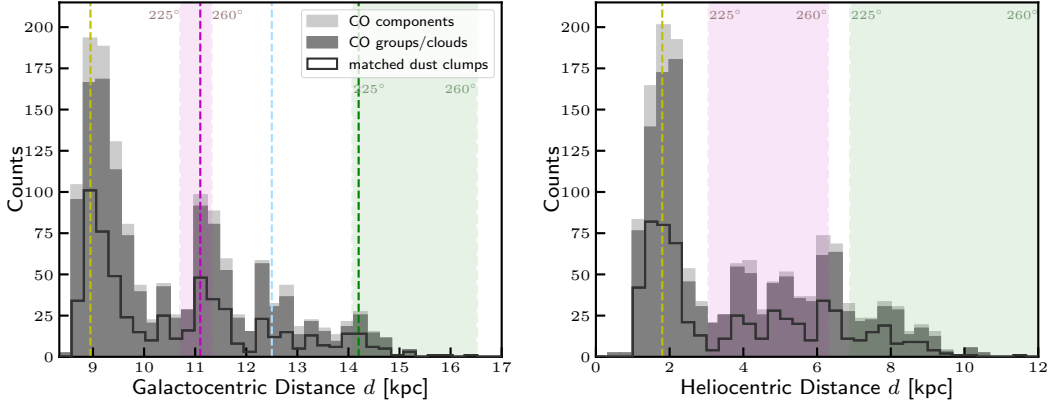 225° 260°
CO components
CO groups/clouds
matched dust clumps
225° 260°
200
175
150
125
100
75
50
25
0
Counts
9 10 11 12 13 14 15 16 17
Galactocentric Distance d [kpc]
225° 260° 225° 260°
200
175
150
125
100
75
50
25
0
Counts
0 2 4 6 8 10 12
Heliocentric Distance d [kpc]